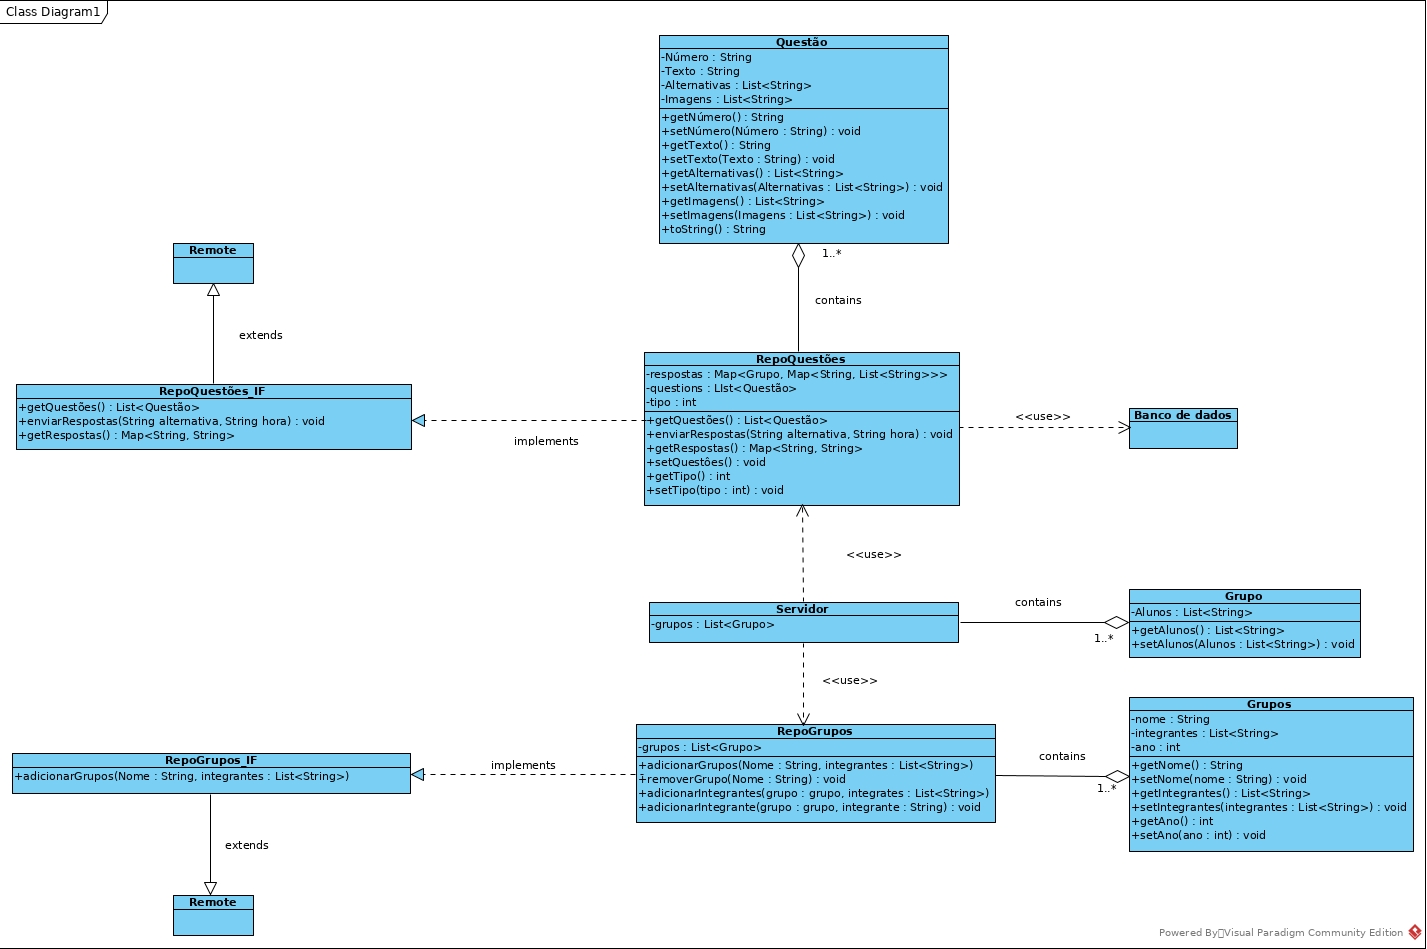 Class Diagram1
Questão
-Número : String
-Texto : String
-Alternativas : List<String>
-Imagens : List<String>
+getNúmero() : String
+setNúmero(Número : String) : void
+getTexto() : String
+setTexto(Texto : String) : void
+getAlternativas() : List<String>
+setAlternativas(Alternativas : List<String>) : void
+getImagens() : List<String>
+setImagens(Imagens : List<String>) : void
+toString() : String
1..*
contains
Remote
extends
RepoQuestões_IF
+getQuestões() : List<Questão>
+enviarRespostas(String alternativa, String hora) : void
+getRespostas() : Map<String, String>
implements
RepoQuestões
-respostas : Map<Grupo, Map<String, List<String>>>
-questions : LIst<Questão>
-tipo : int
+getQuestões() : List<Questão>
+enviarRespostas(String alternativa, String hora) : void
+getRespostas() : Map<String, String>
+setQuestões() : void
+getTipo() : int
+setTipo(tipo : int) : void
<<use>>
Banco de dados
<<use>>
Servidor
-grupos : List<Grupo>
contains
1..*
Grupo
-Alunos : List<String>
+getAlunos() : List<String>
+setAlunos(Alunos : List<String>) : void
<<use>>
RepoGrupos
-grupos : List<Grupo>
+adicionarGrupos(Nome : String, integrantes : List<String>)
+removerGrupo(Nome : String) : void
+adicionarIntegrantes(grupo : grupo, integrates : List<String>)
+adicionarIntegrante(grupo : grupo, integrante : String) : void
contains
1..*
Grupos
-nome : String
-integrantes : List<String>
-ano : int
+getNome() : String
+setNome(nome : String) : void
+getIntegrantes() : List<String>
+setIntegrantes(integrantes : List<String>) : void
+getAno() : int
+setAno(ano : int) : void
implements
RepoGrupos_IF
+adicionarGrupos(Nome : String, integrantes : List<String>)
extends
Remote
Powered By Visual Paradigm Community Edition